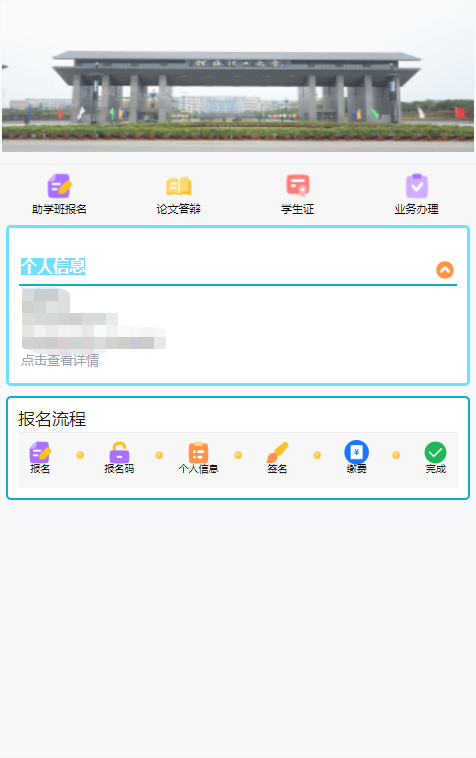 助学班报名 论文答辩 学生证 业务办理
个人信息
点击查看详情
报名流程
报名 报名码 个人信息 签名 缴费 完成